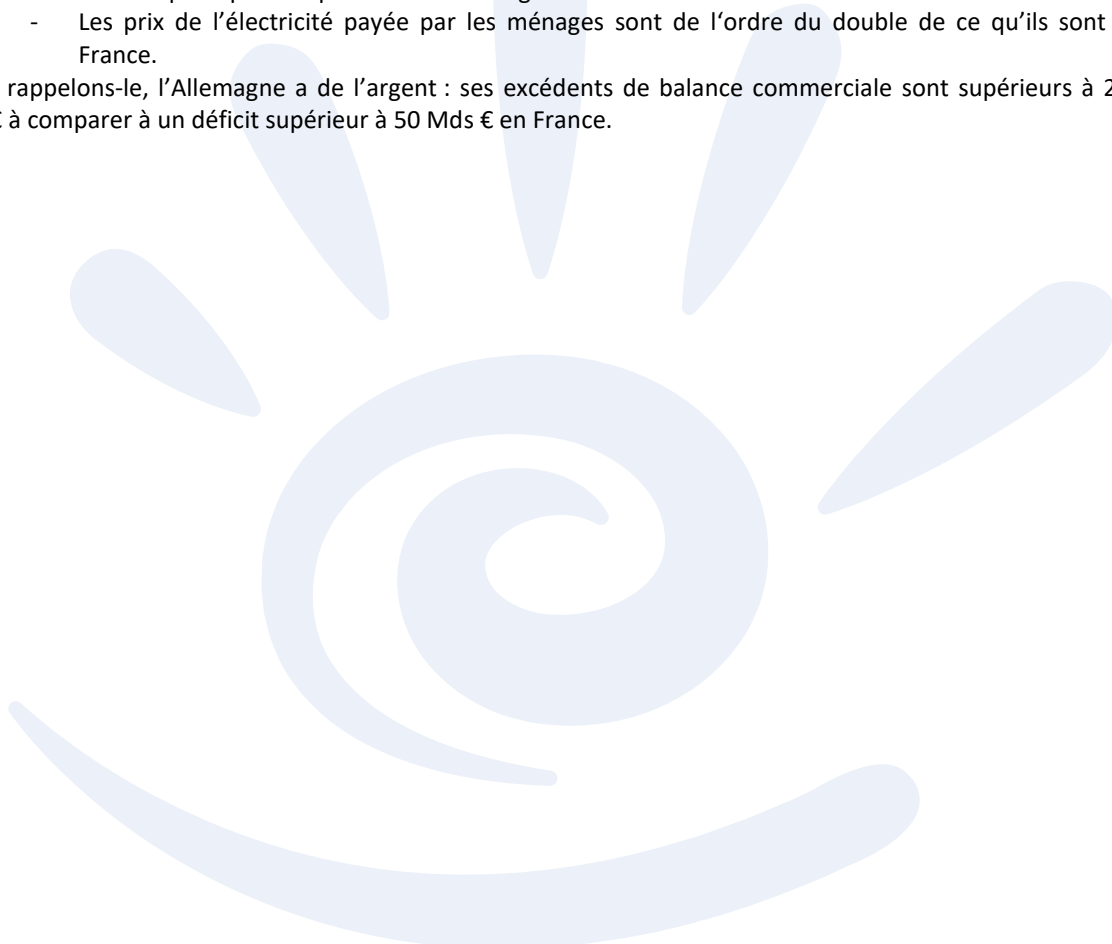 - Les prix de l'électricité payée par les ménages sont de l'ordre du double de ce qu'ils sont
France.
rappelons-le, l'Allemagne a de l'argent : ses excédents de balance commerciale sont supérieurs à 2
€ à comparer à un déficit supérieur à 50 Mds € en France.